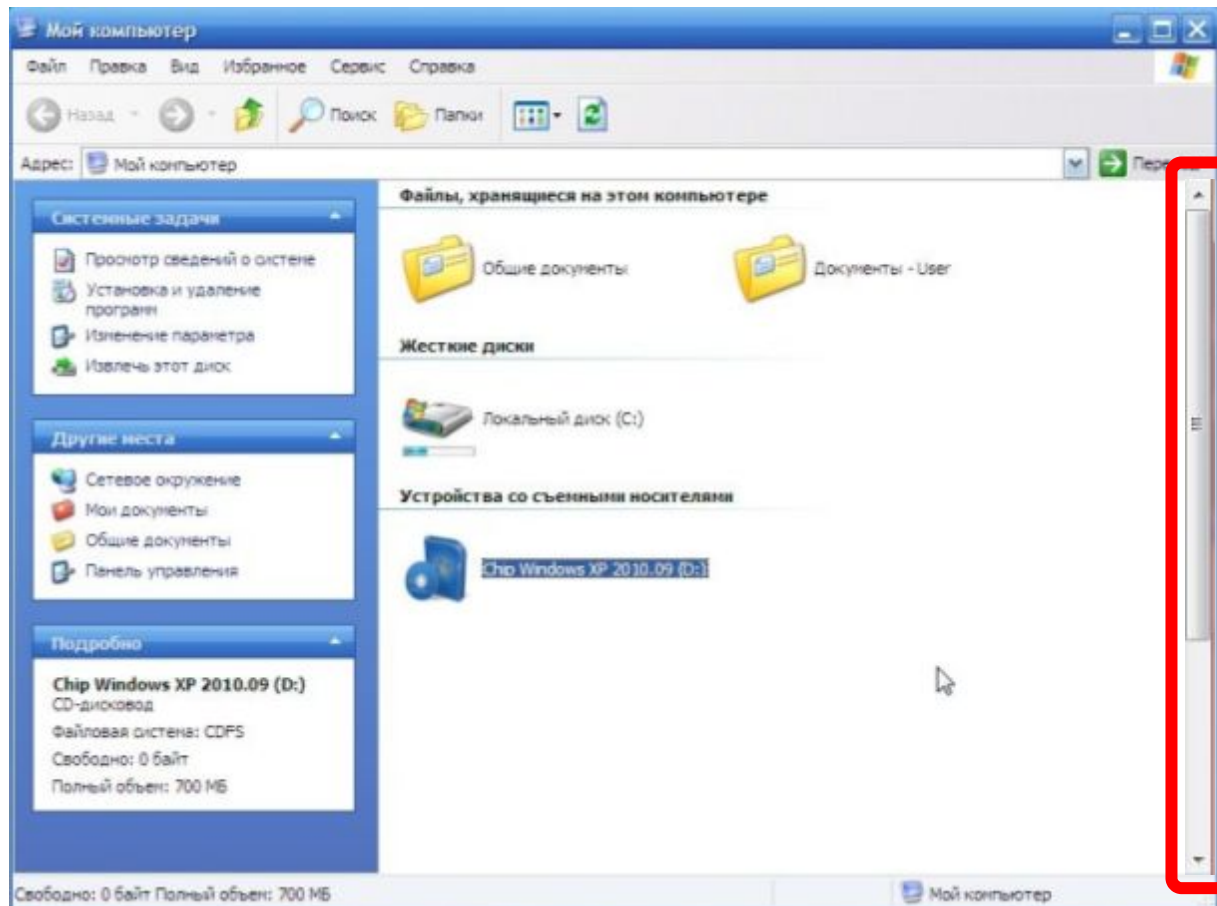 Мой компьютер
Файл Правка Вид Избранное Сервис Справка
Назад Поиск Папки
Адрес: Мой компьютер
Файлы, хранящиеся на этом компьютере
Системные задачи
Просмотр сведений о системе
Установка и удаление
программ
Изменение параметра
Извлечь этот диск
Общие документы
Документы - User
Жесткие диски
Локальный диск (C:)
Другие места
Сетевое окружение
Мои документы
Общие документы
Панель управления
Устройства со съемными носителями
Chip Windows XP 2010.09 (D:)
Подробно
Chip Windows XP 2010.09 (D:)
CD-дисковод
Файловая система: CDFS
Свободно: 0 байт
Полный объем: 700 МБ
Свободно: 0 байт Полный объем: 700 МБ
Мой компьютер